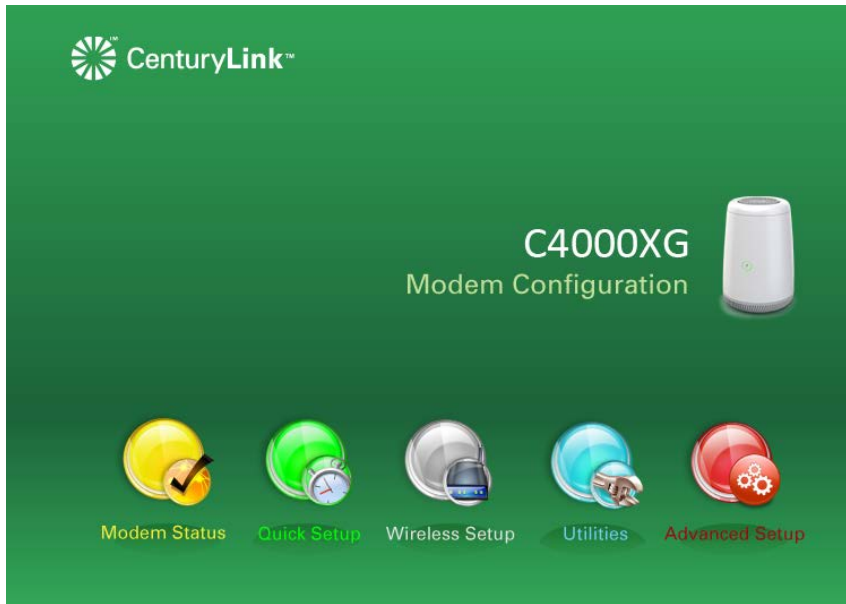 CenturyLink™
C4000XG
Modem Configuration
Modem Status Quick Setup Wireless Setup Utilities Advanced Setup